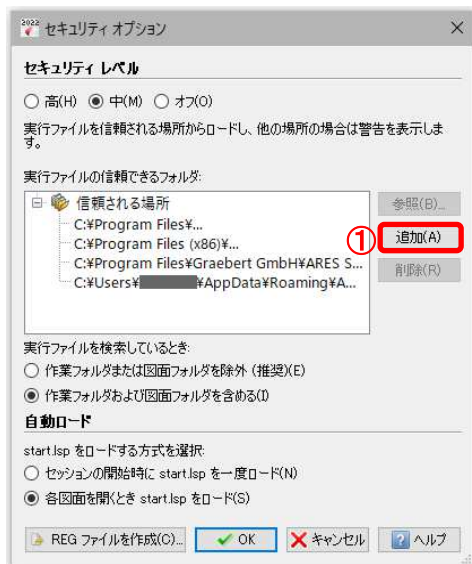 2022
セキュリティ オプション
セキュリティ レベル
高(H) 中(M) オフ(O)
実行ファイルを信頼される場所からロードし、他の場所の場合は警告を表示しま
す。
実行ファイルの信頼できるフォルダ:
信頼される場所
C:¥Program Files¥...
C:¥Program Files (x86)¥...
C:¥Program Files¥Graebert GmbH¥ARES S...
C:¥Users¥ ¥AppData¥Roaming¥A...
参照(B)...
① 追加(A)
削除(R)
実行ファイルを検索しているとき:
作業フォルダまたは図面フォルダを除外 (推奨)(E)
作業フォルダおよび図面フォルダを含める(I)
自動ロード
start.lsp をロードする方式を選択:
セッションの開始時に start.lsp を一度ロード(N)
各図面を開くとき start.lsp をロード(S)
REG ファイルを作成(C)... OK キャンセル ヘルプ